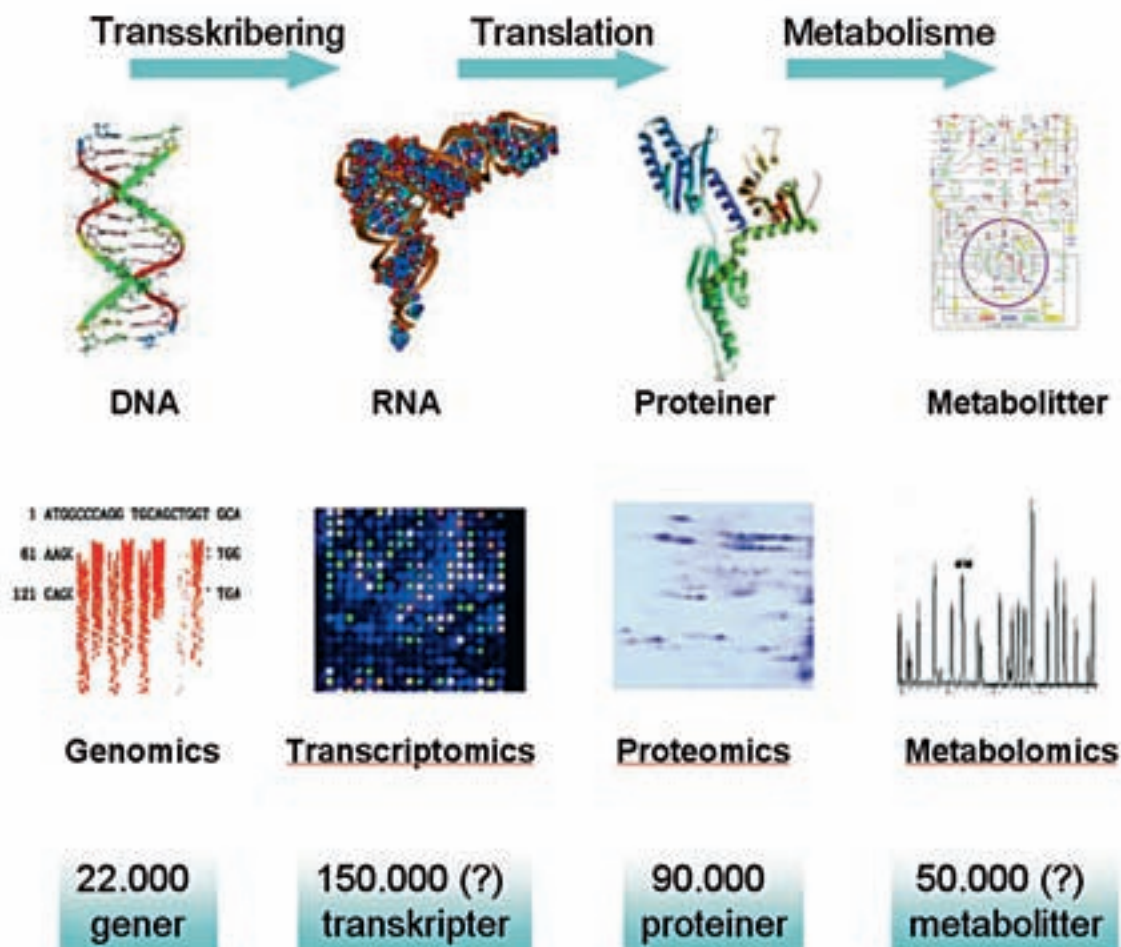 Transskribering Translation Metabolisme
DNA RNA Proteiner Metabolitter
1 ATGGCCCAGG TGCAGCTGGT GCA
61 AAGC TGG
121 CAGC TGA
Genomics Transcriptomics Proteomics Metabolomics
22.000 150.000 (?) 90.000 50.000 (?)
gener transkripter proteiner metabolitter